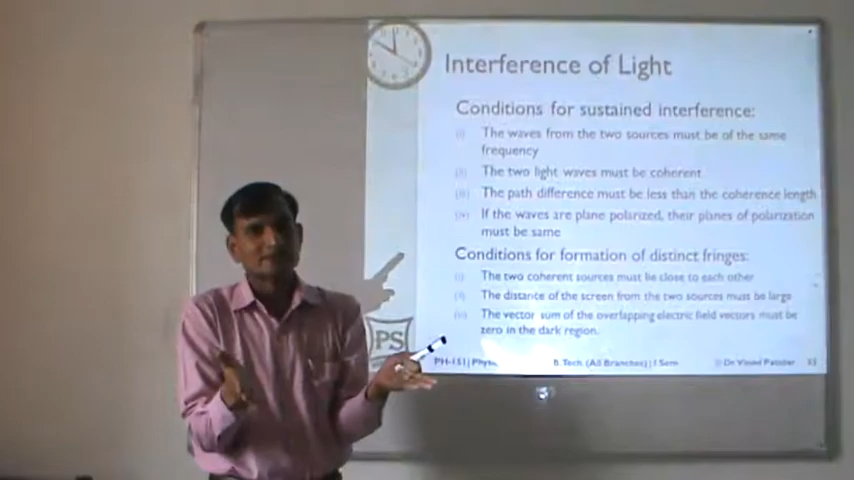 Interference of Light
Conditions for sustained interference:
(i) The waves from the two sources must be of the same
frequency
(ii) The two light waves must be coherent
(iii) The path difference must be less than the coherence length
(iv) If the waves are plane polarized, their planes of polarization
must be same
Conditions for formation of distinct fringes:
(i) The two coherent sources must be close to each other
(ii) The distance of the screen from the two sources must be large
(iii) The vector sum of the overlapping electric field vectors must be
zero in the dark region.
PS
PH-151 | B. Tech. (All Branches) | I Sem © Dr Vinod